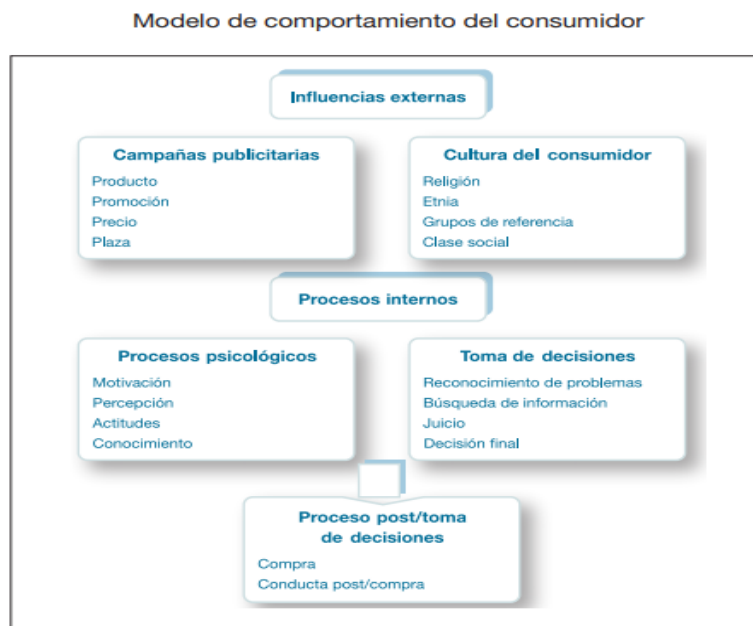 Modelo de comportamiento del consumidor
Influencias externas
Campañas publicitarias
Producto
Promoción
Precio
Plaza
Cultura del consumidor
Religión
Etnia
Grupos de referencia
Clase social
Procesos internos
Procesos psicológicos
Motivación
Percepción
Actitudes
Conocimiento
Toma de decisiones
Reconocimiento de problemas
Búsqueda de información
Juicio
Decisión final
Proceso post/toma
de decisiones
Compra
Conducta post/compra